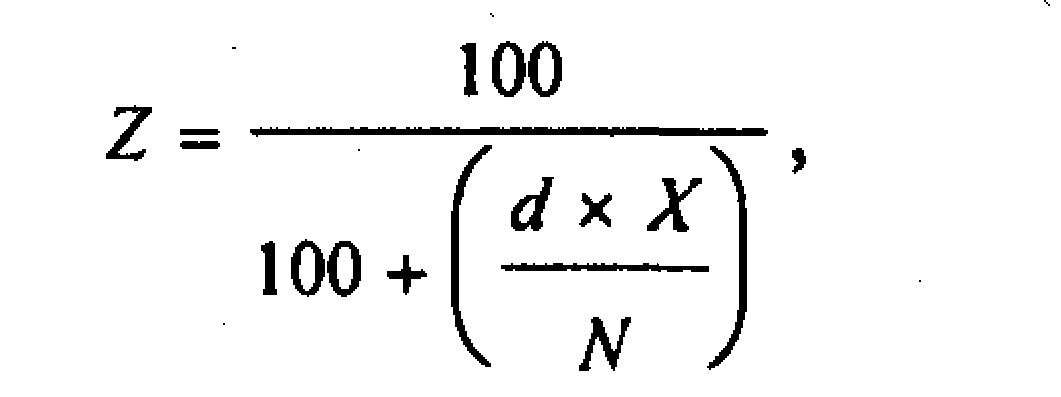 Z = 100 / (100 + (d × X / N)),